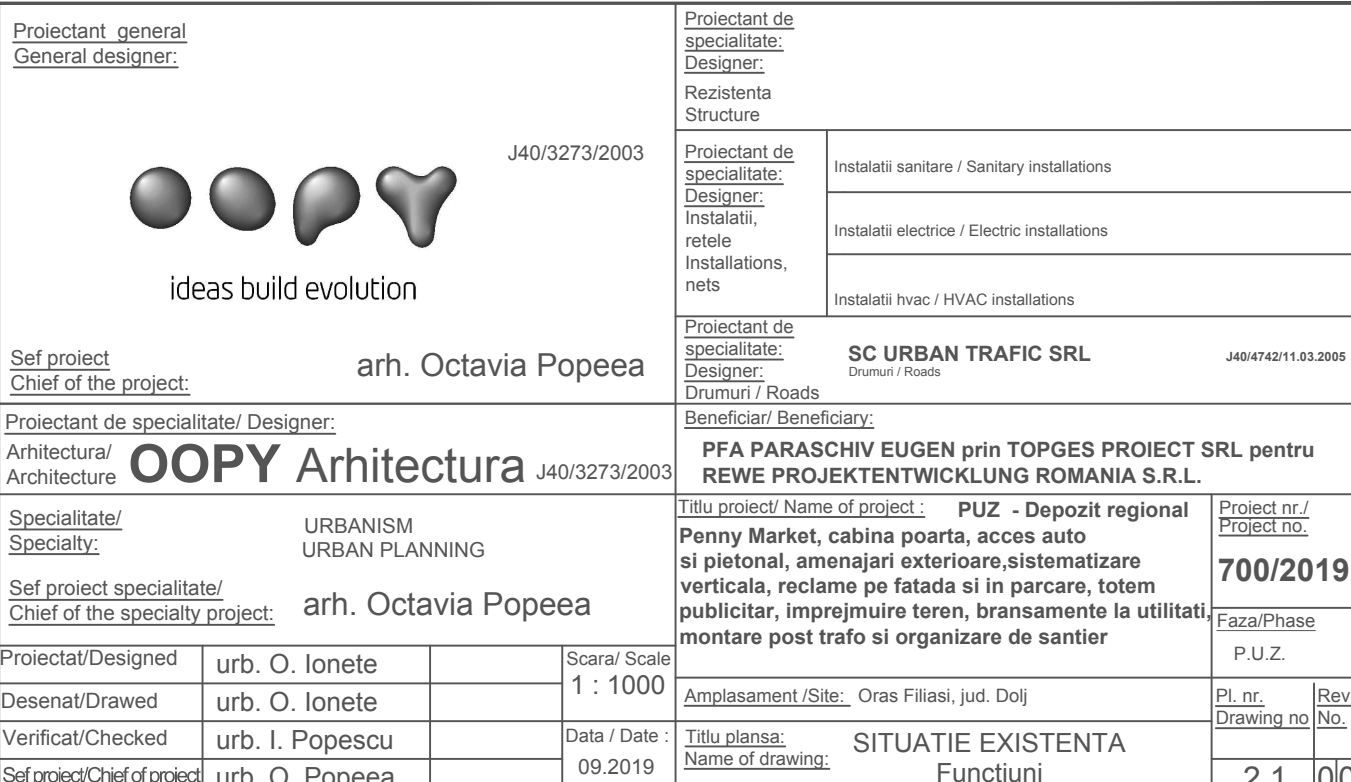 Proiectant general
General designer:
J40/3273/2003
OOPY
ideas build evolution
Sef proiect
Chief of the project:
arh. Octavia Popeea
Proiectant de specialitate/ Designer:
Arhitectura/
Architecture
OOPY Arhitectura J40/3273/2003
Specialitate/
Specialty:
URBANISM
URBAN PLANNING
Sef proiect specialitate/
Chief of the specialty project:
arh. Octavia Popeea
Proiectat/Designed urb. O. Ionete
Desenat/Drawed urb. O. Ionete
Verificat/Checked urb. I. Popescu
Sef project/Chief of project urb. O. Popeea
Scara/ Scale
1 : 1000
Data / Date :
09.2019
Proiectant de
specialitate:
Designer:
Rezistenta
Structure
Proiectant de
specialitate:
Designer:
Instalatii,
retele
Installations,
nets
Instalatii sanitare / Sanitary installations
Instalatii electrice / Electric installations
Instalatii hvac / HVAC installations
Proiectant de
specialitate:
Designer:
Drumuri / Roads
SC URBAN TRAFIC SRL J40/4742/11.03.2005
Drumuri / Roads
Beneficiar/ Beneficiary:
PFA PARASCHIV EUGEN prin TOPGES PROIECT SRL pentru
REWE PROJEKTENTWICKLUNG ROMANIA S.R.L.
Titlu proiect/ Name of project : PUZ - Depozit regional
Penny Market, cabina poarta, acces auto
si pietonal, amenajari exterioare,sistematizare
verticala, reclame pe fatada si in parcare, totem
publicitar, imprejmuire teren, bransamente la utilitati,
montare post trafo si organizare de santier
Proiect nr./
Project no.
700/2019
Faza/Phase
P.U.Z.
Amplasament /Site: Oras Filiasi, jud. Dolj
Pl. nr.
Drawing no
Rev
No.
Titlu plansa:
Name of drawing:
SITUATIE EXISTENTA
Functiuni
2.1